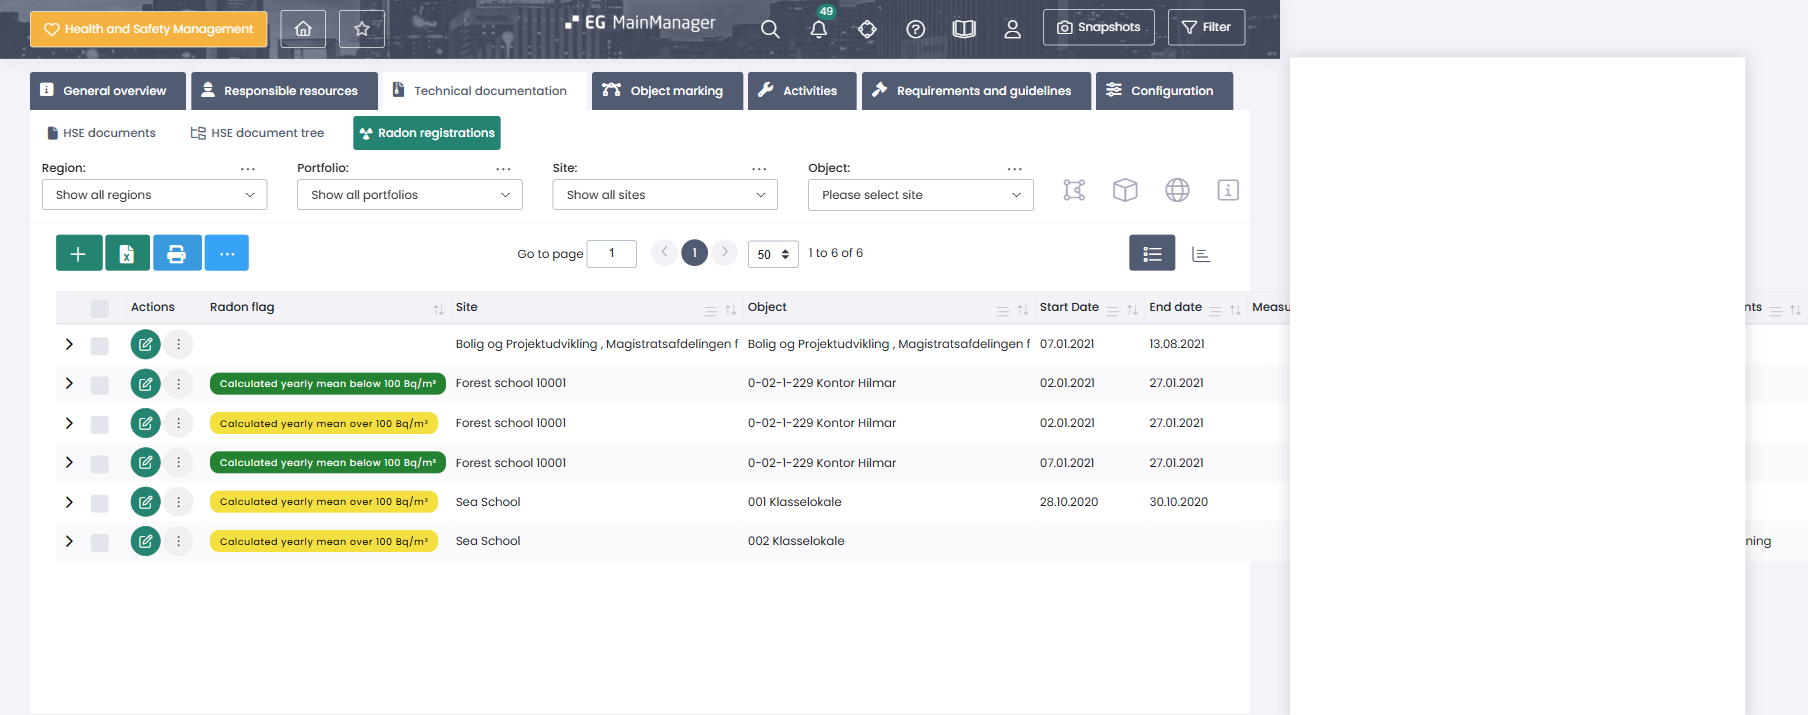 Health and Safety Management
EG MainManager
49
Snapshots
Filter
General overview
Responsible resources
Technical documentation
Object marking
Activities
Requirements and guidelines
Configuration
HSE documents
HSE document tree
Radon registrations
Region:
Portfolio:
Site:
Object:
Show all regions
Show all portfolios
Show all sites
Please select site
Go to page 1
1
50
1 to 6 of 6
Actions Radon flag Site Object Start Date End date Measu nts
Bolig og Projektudvikling , Magistratsafdelingen f Bolig og Projektudvikling , Magistratsafdelingen f 07.01.2021 13.08.2021
Calculated yearly mean below 100 Bq/m³ Forest school 10001 0-02-1-229 Kontor Hilmar 02.01.2021 27.01.2021
Calculated yearly mean over 100 Bq/m³ Forest school 10001 0-02-1-229 Kontor Hilmar 02.01.2021 27.01.2021
Calculated yearly mean below 100 Bq/m³ Forest school 10001 0-02-1-229 Kontor Hilmar 07.01.2021 27.01.2021
Calculated yearly mean over 100 Bq/m³ Sea School 001 Klasselokale 28.10.2020 30.10.2020
Calculated yearly mean over 100 Bq/m³ Sea School 002 Klasselokale ning